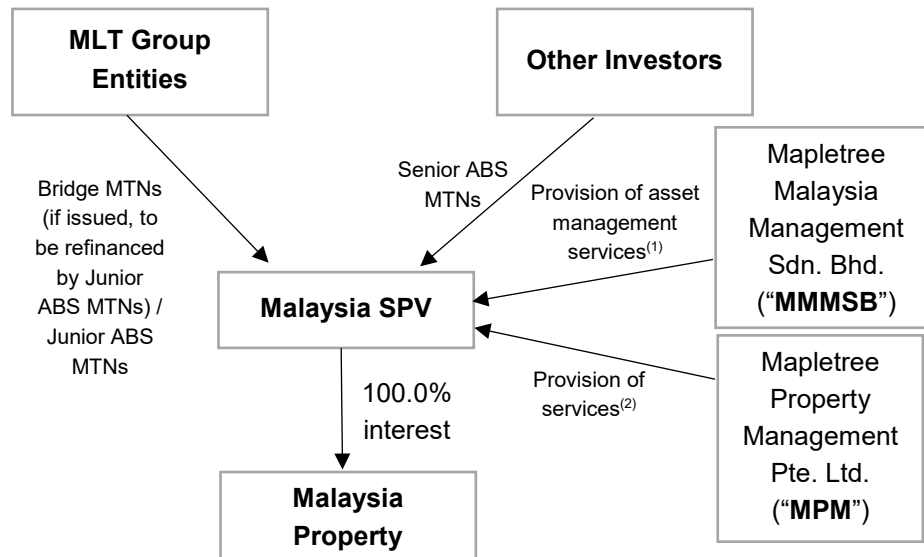 MLT Group
Entities
Other Investors
Bridge MTNs
(if issued, to
be refinanced
by Junior
ABS MTNs) /
Junior ABS
MTNs
Senior ABS
MTNs
Provision of asset
management
services(1)
Mapletree
Malaysia
Management
Sdn. Bhd.
(“MMMSB”)
Malaysia SPV
Provision of
services(2)
Mapletree
Property
Management
Pte. Ltd.
(“MPM”)
100.0%
interest
Malaysia
Property